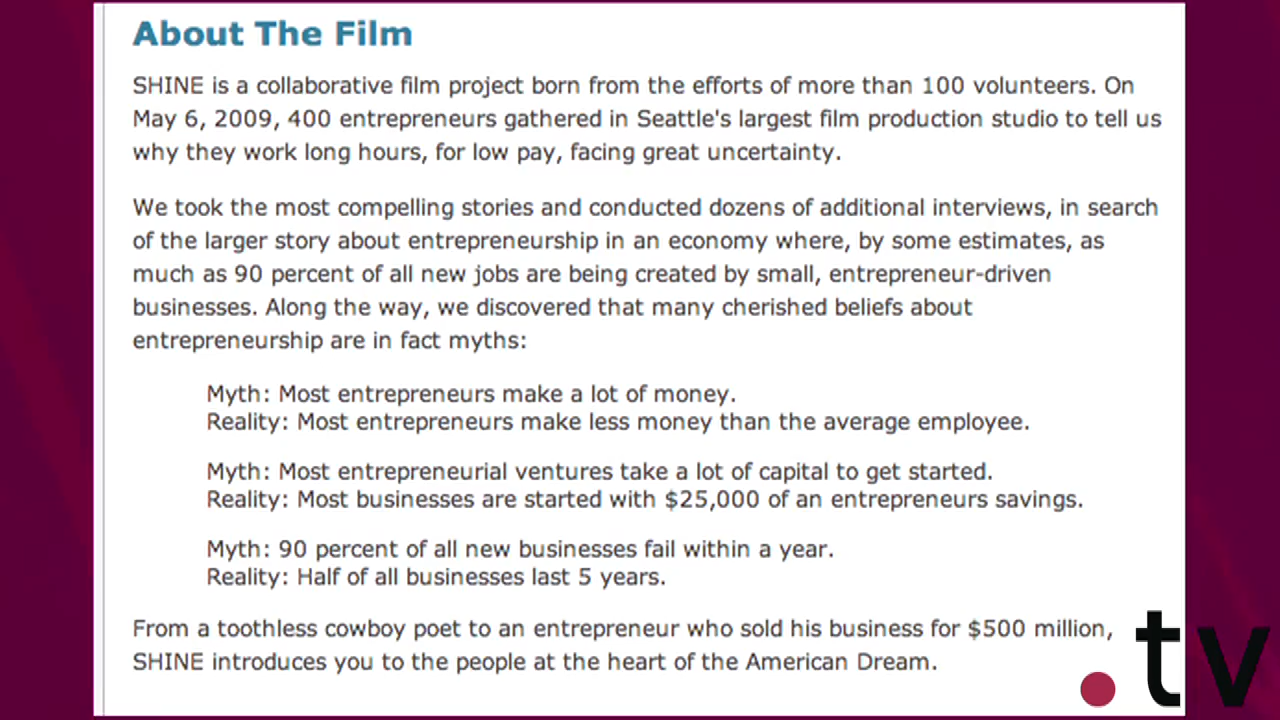 About The Film
SHINE is a collaborative film project born from the efforts of more than 100 volunteers. On
May 6, 2009, 400 entrepreneurs gathered in Seattle's largest film production studio to tell us
why they work long hours, for low pay, facing great uncertainty.
We took the most compelling stories and conducted dozens of additional interviews, in search
of the larger story about entrepreneurship in an economy where, by some estimates, as
much as 90 percent of all new jobs are being created by small, entrepreneur-driven
businesses. Along the way, we discovered that many cherished beliefs about
entrepreneurship are in fact myths:
Myth: Most entrepreneurs make a lot of money.
Reality: Most entrepreneurs make less money than the average employee.
Myth: Most entrepreneurial ventures take a lot of capital to get started.
Reality: Most businesses are started with $25,000 of an entrepreneurs savings.
Myth: 90 percent of all new businesses fail within a year.
Reality: Half of all businesses last 5 years.
From a toothless cowboy poet to an entrepreneur who sold his business for $500 million,
SHINE introduces you to the people at the heart of the American Dream.
.tv